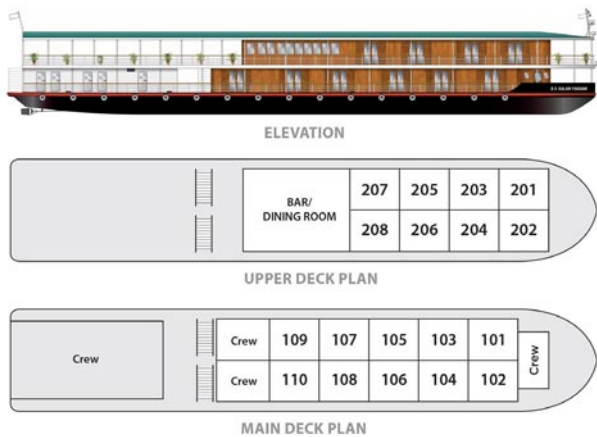 ELEVATION
BAR/
DINING ROOM
207 205 203 201
208 206 204 202
UPPER DECK PLAN
Crew
Crew 109 107 105 103 101
Crew 110 108 106 104 102
Crew
MAIN DECK PLAN